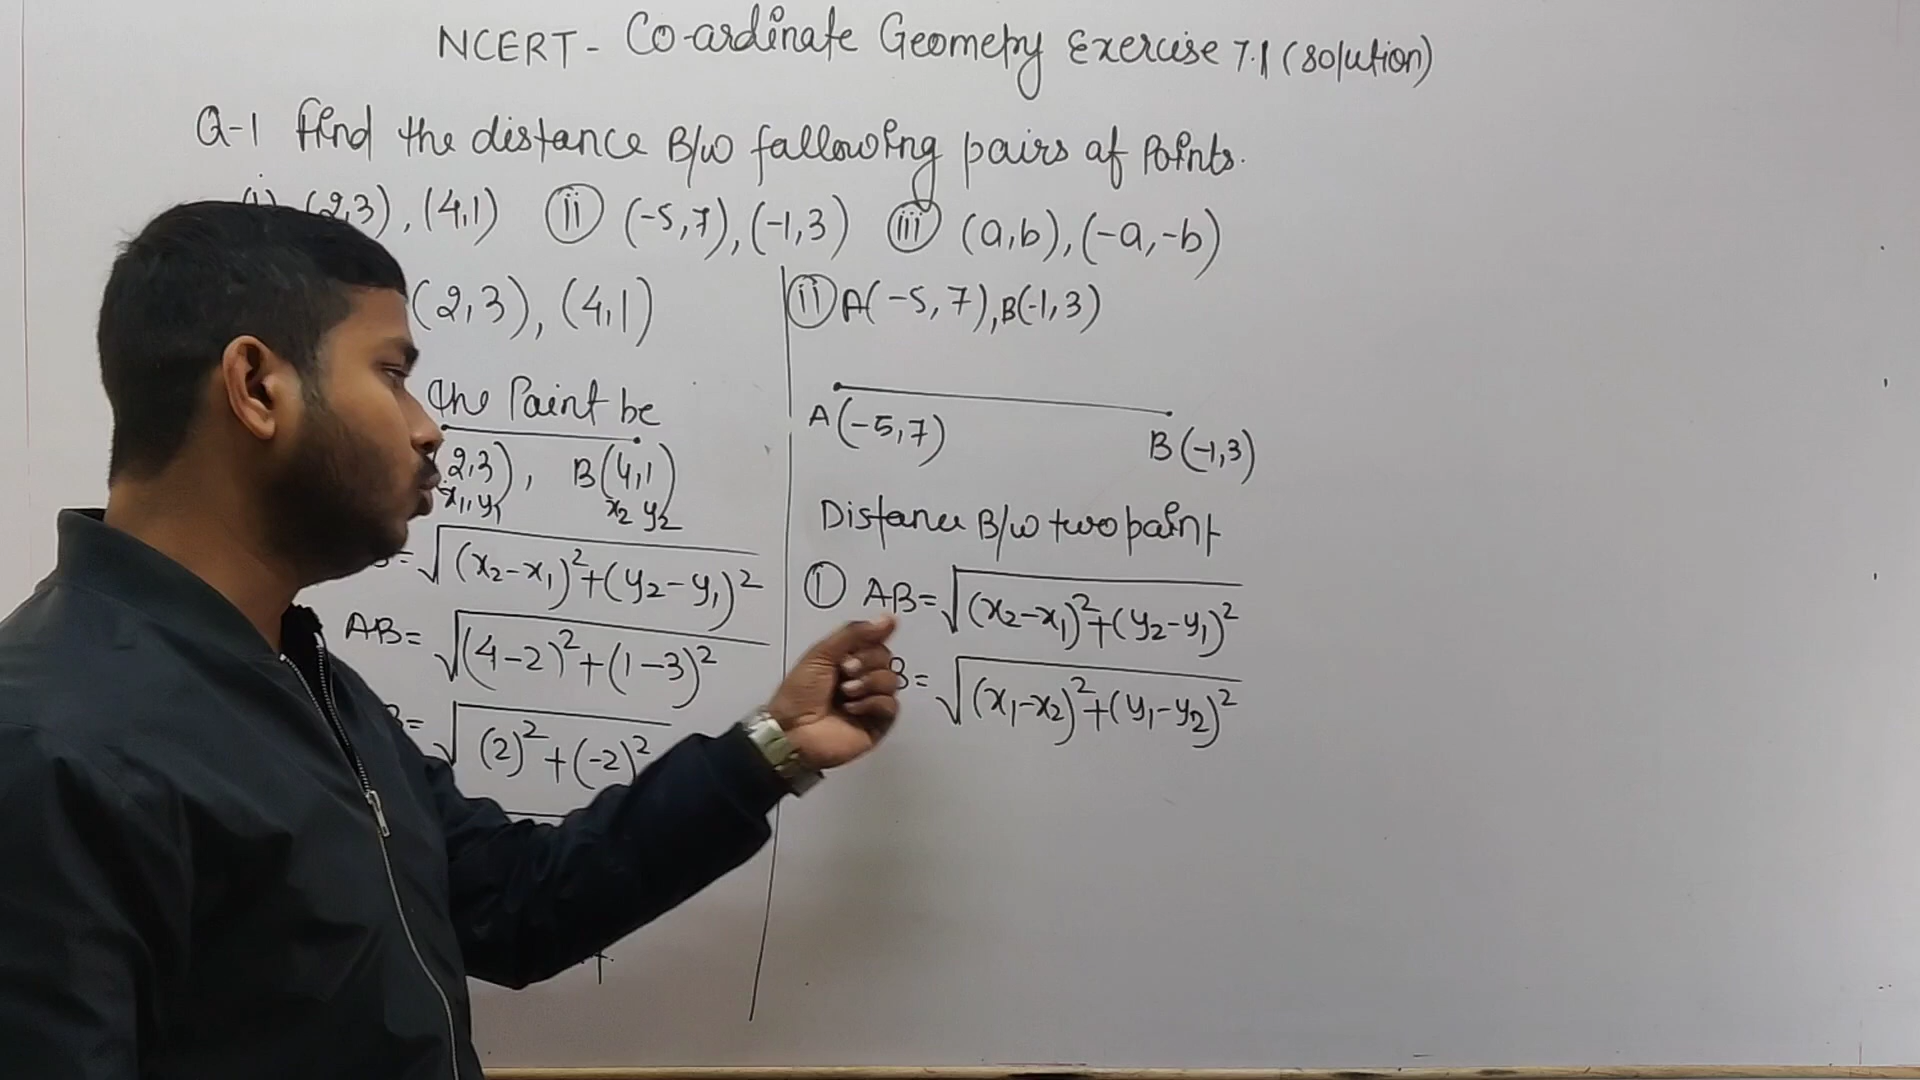 NCERT - Co-ardinate Geometry Exercise 7.1 (solution)
Q-1 Find the distance B/w fallowing pairs af Points.
(i) (2,3), (4,1) (ii) (-5,7), (-1,3) (iii) (a,b), (-a,-b)
(2,3), (4,1)
the Paint be
2,3), B(4,1)
x1, y1 x2 y2
= √(x2-x1)²+(y2-y1)²
AB= √(4-2)²+(1-3)²
B= √(2)²+(-2)²
(ii) A(-5,7), B(-1,3)
A(-5,7)
B(-1,3)
Distance B/w two paint
(1) AB= √(x2-x1)²+(y2-y1)²
B= √(x1-x2)²+(y1-y2)²